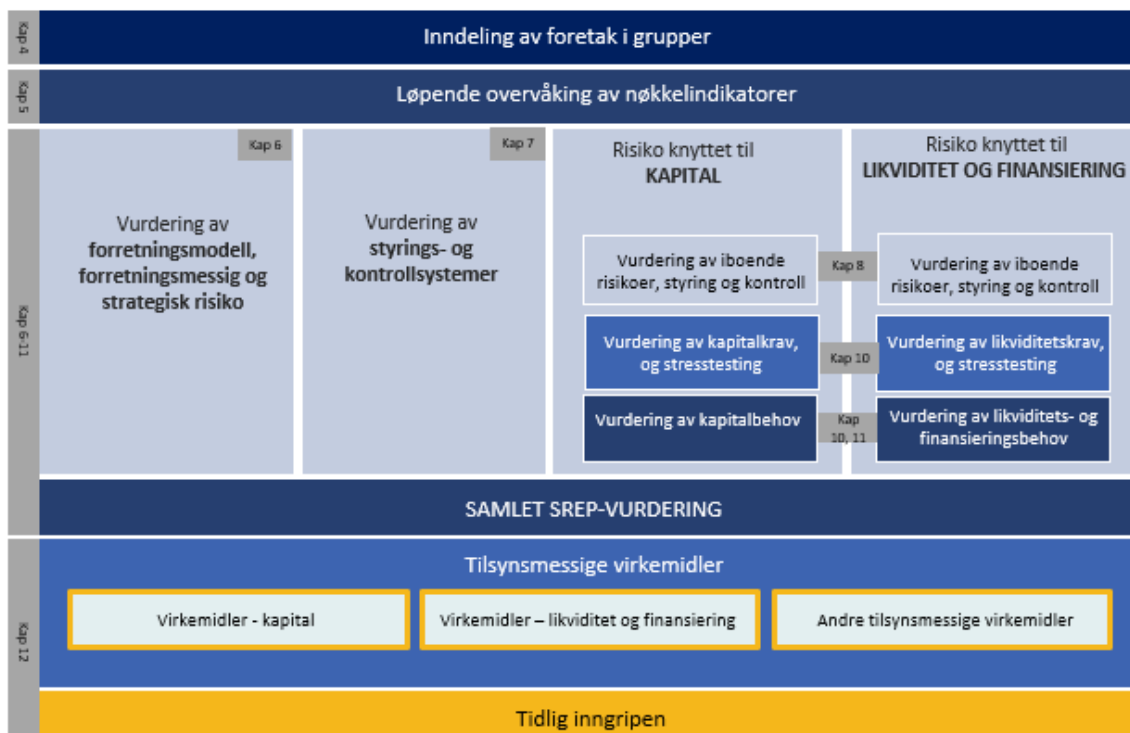 Kap 4
Inndeling av foretak i grupper
Kap 5
Løpende overvåking av nøkkelindikatorer
Kap 6-11
Kap 6
Vurdering av
forretningsmodell,
forretningsmessig og
strategisk risiko
Kap 7
Vurdering av
styrings- og
kontrollsystemer
Risiko knyttet til
KAPITAL
Risiko knyttet til
LIKVIDITET OG FINANSIERING
Vurdering av iboende
risikoer, styring og kontroll
Kap 8
Vurdering av iboende
risikoer, styring og kontroll
Vurdering av kapitalkrav,
og stresstesting
Kap 10
Vurdering av likviditetskrav,
og stresstesting
Vurdering av kapitalbehov
Kap
10, 11
Vurdering av likviditets- og
finansieringsbehov
SAMLET SREP-VURDERING
Kap 12
Tilsynsmessige virkemidler
Virkemidler - kapital
Virkemidler – likviditet og finansiering
Andre tilsynsmessige virkemidler
Tidlig inngripen